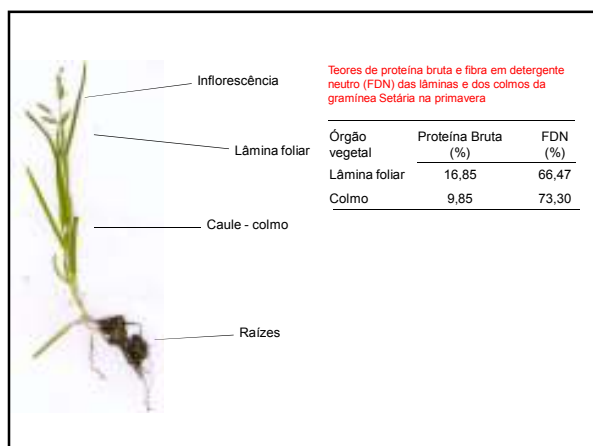 Inflorescência
Lâmina foliar
Caule - colmo
Raízes
Teores de proteína bruta e fibra em detergente
neutro (FDN) das lâminas e dos colmos da
gramínea Setária na primavera
Órgão vegetal Proteína Bruta (%) FDN (%)
Lâmina foliar 16,85 66,47
Colmo 9,85 73,30